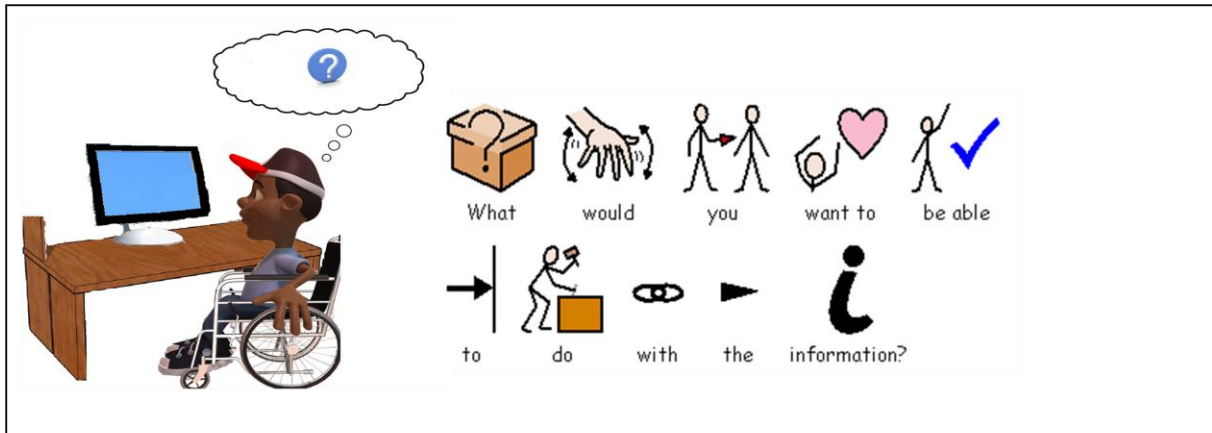 ?
What would you want to be able
to do with the information?